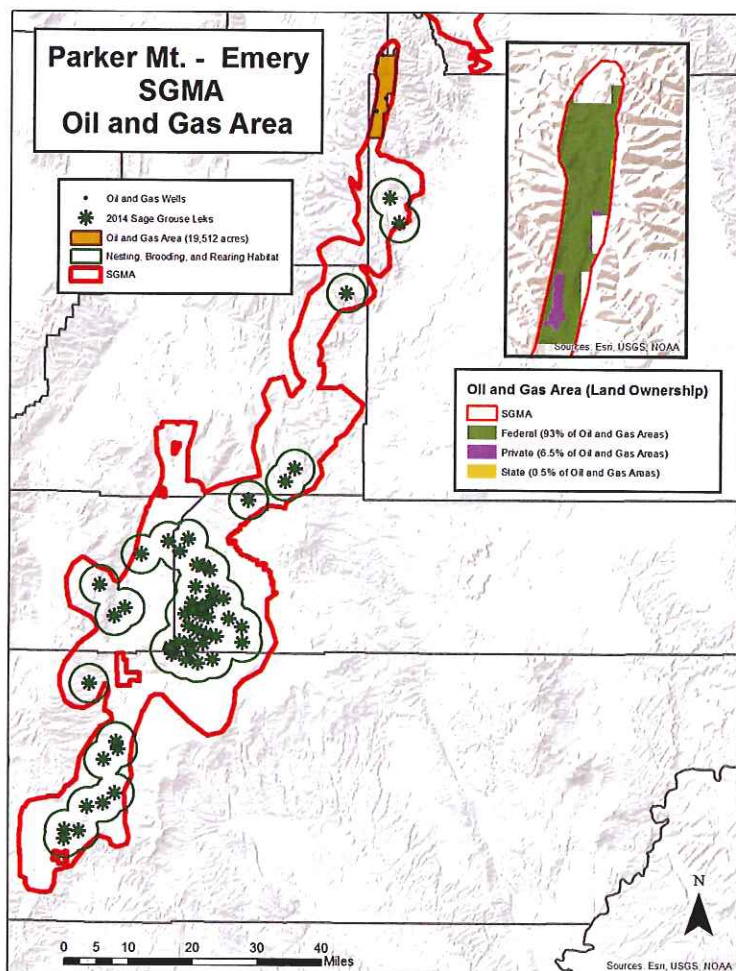 Parker Mt. - Emery
SGMA
Oil and Gas Area
Oil and Gas Wells
2014 Sage Grouse Leks
Oil and Gas Area (19,512 acres)
Nesting, Brooding, and Rearing Habitat
SGMA
Sources: Esri, USGS, NOAA
Oil and Gas Area (Land Ownership)
SGMA
Federal (93% of Oil and Gas Areas)
Private (6.5% of Oil and Gas Areas)
State (0.5% of Oil and Gas Areas)
N
0 5 10 20 30 40
Miles
Sources: Esri, USGS, NOAA